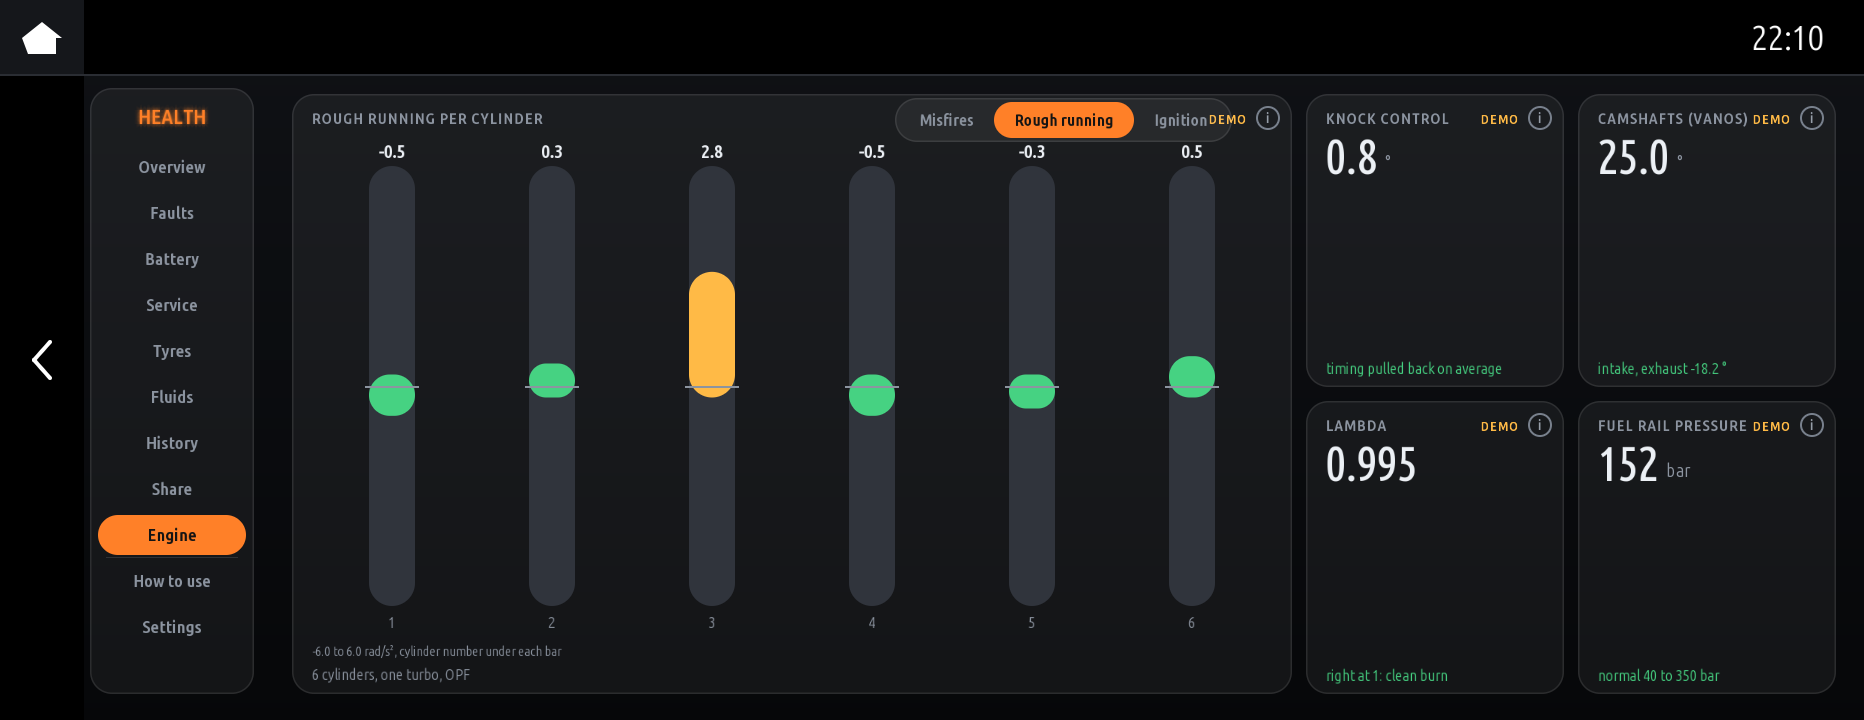 22:10
HEALTH
Overview
Faults
Battery
Service
Tyres
Fluids
History
Share
Engine
How to use
Settings
ROUGH RUNNING PER CYLINDER
Misfires Rough running Ignition DEMO i
-0.5 0.3 2.8 -0.5 -0.3 0.5
1 2 3 4 5 6
-6.0 to 6.0 rad/s², cylinder number under each bar
6 cylinders, one turbo, OPF
KNOCK CONTROL DEMO i
0.8 °
timing pulled back on average
CAMSHAFTS (VANOS) DEMO i
25.0 °
intake, exhaust -18.2 °
LAMBDA DEMO i
0.995
right at 1: clean burn
FUEL RAIL PRESSURE DEMO i
152 bar
normal 40 to 350 bar